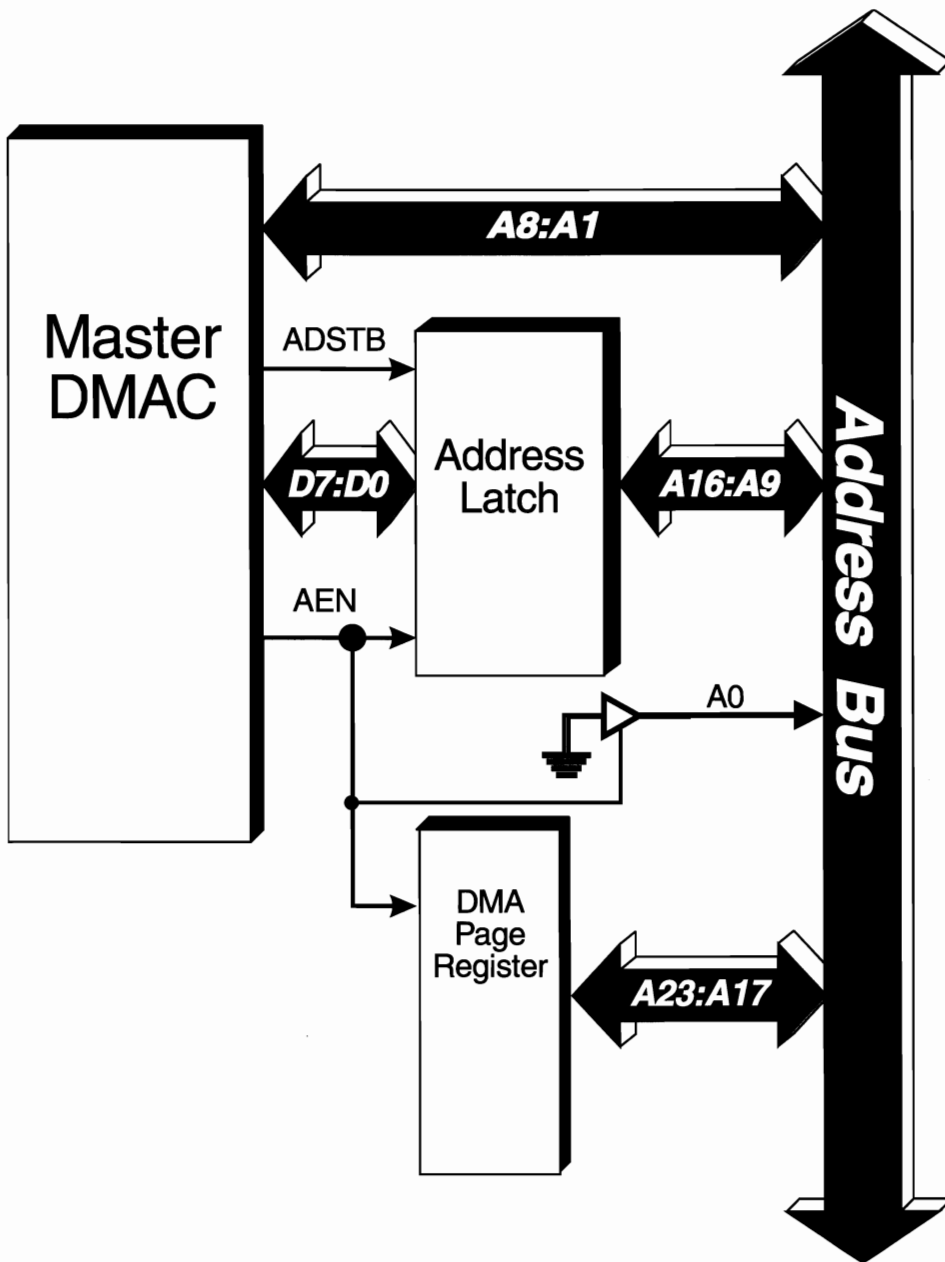 A8:A1
Master
DMAC
ADSTB
Address
Latch
D7:D0
A16:A9
AEN
A0
Address Bus
DMA
Page
Register
A23:A17